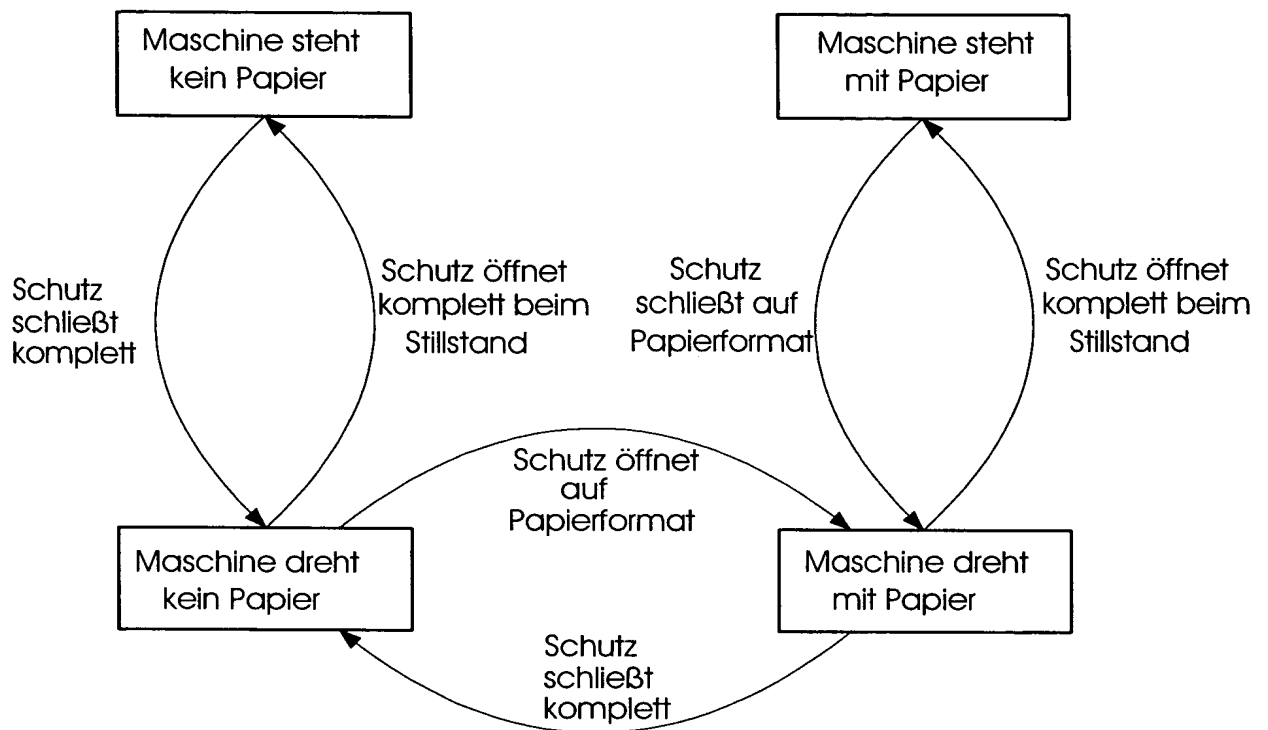 Maschine steht
kein Papier
Maschine steht
mit Papier
Schutz
schließt
komplett
Schutz öffnet
komplett beim
Stillstand
Schutz
schließt auf
Papierformat
Schutz öffnet
komplett beim
Stillstand
Schutz öffnet
auf
Papierformat
Maschine dreht
kein Papier
Maschine dreht
mit Papier
Schutz
schließt
komplett